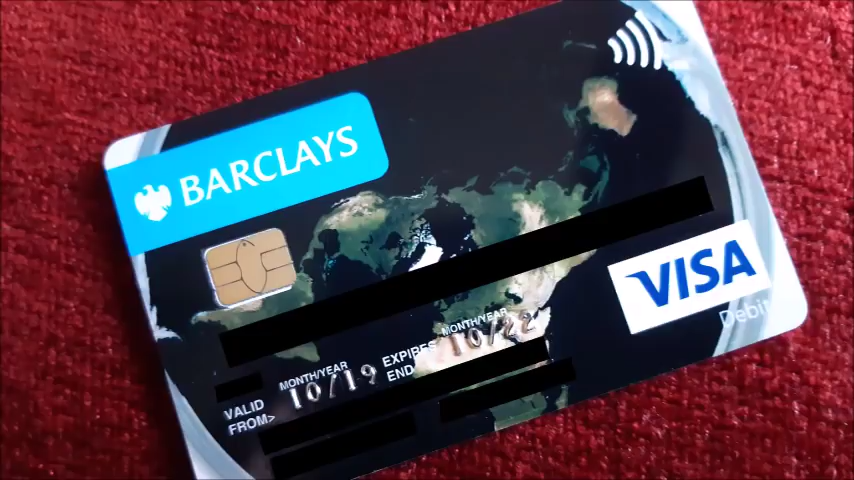 BARCLAYS
VISA
Debit
MONTH/YEAR
VALID FROM> 10/19
MONTH/YEAR
EXPIRES END 10/22